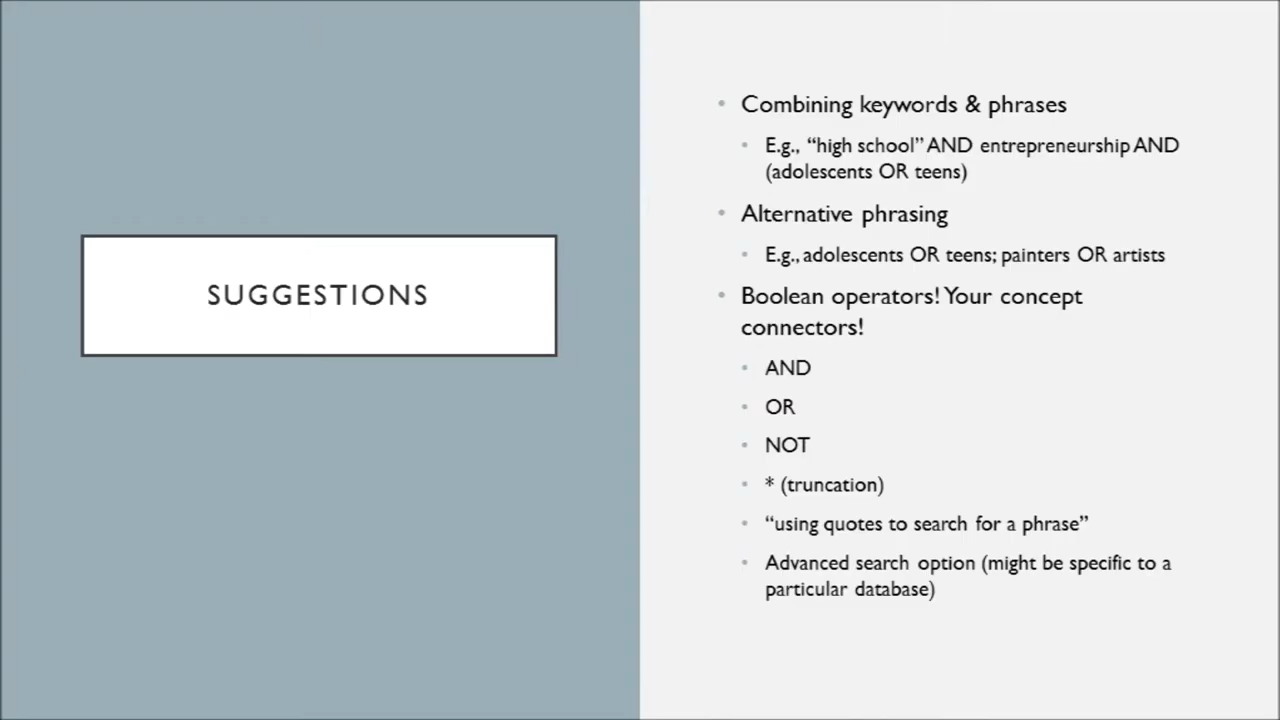 SUGGESTIONS
• Combining keywords & phrases
• E.g., “high school” AND entrepreneurship AND
(adolescents OR teens)
• Alternative phrasing
• E.g., adolescents OR teens; painters OR artists
• Boolean operators! Your concept
connectors!
• AND
• OR
• NOT
• * (truncation)
• “using quotes to search for a phrase”
• Advanced search option (might be specific to a
particular database)